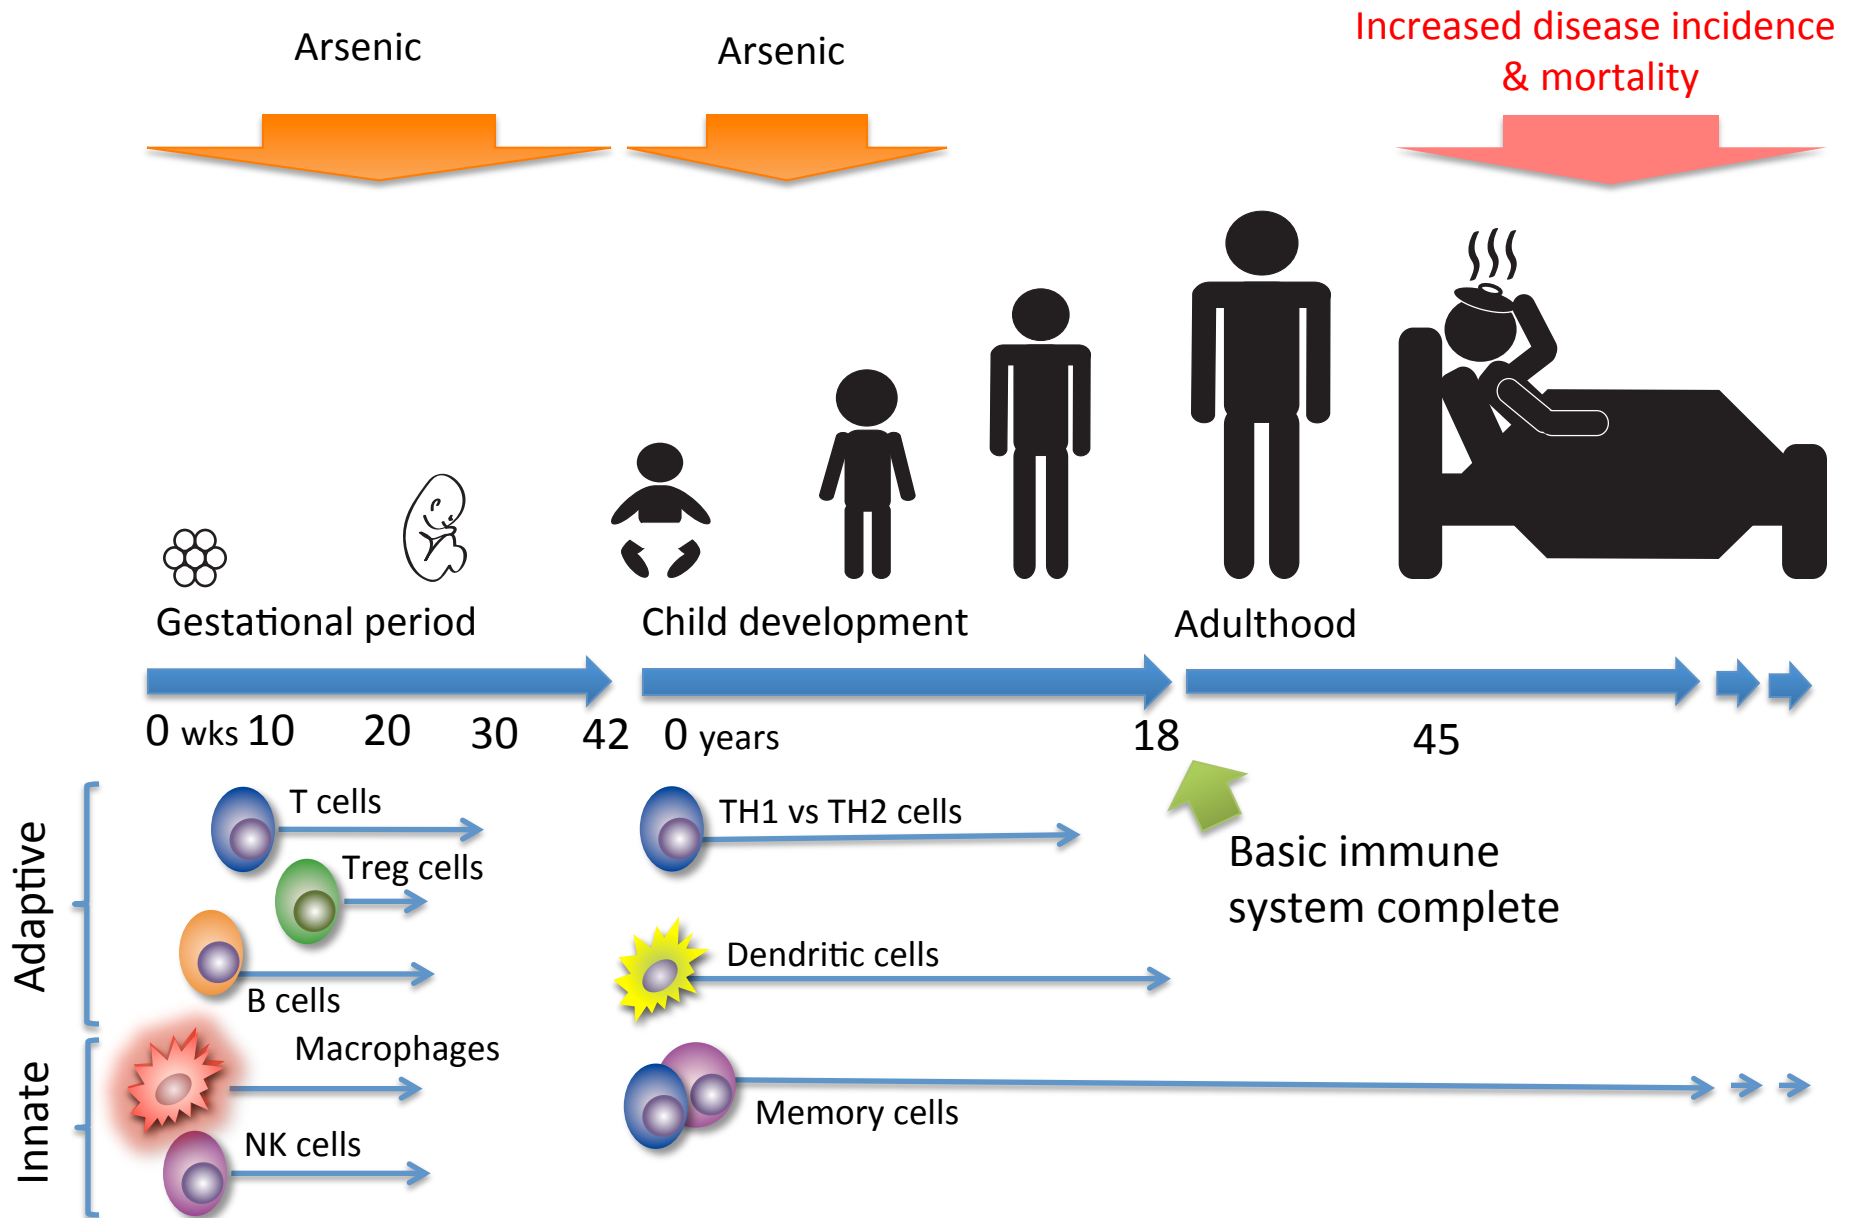 Arsenic
Arsenic
Increased disease incidence
& mortality
Gestational period
Child development
Adulthood
0 wks 10 20 30 42 0 years 18 45
T cells
TH1 vs TH2 cells
Treg cells
Basic immune
system complete
Adaptive
Dendritic cells
B cells
Macrophages
Innate
Memory cells
NK cells